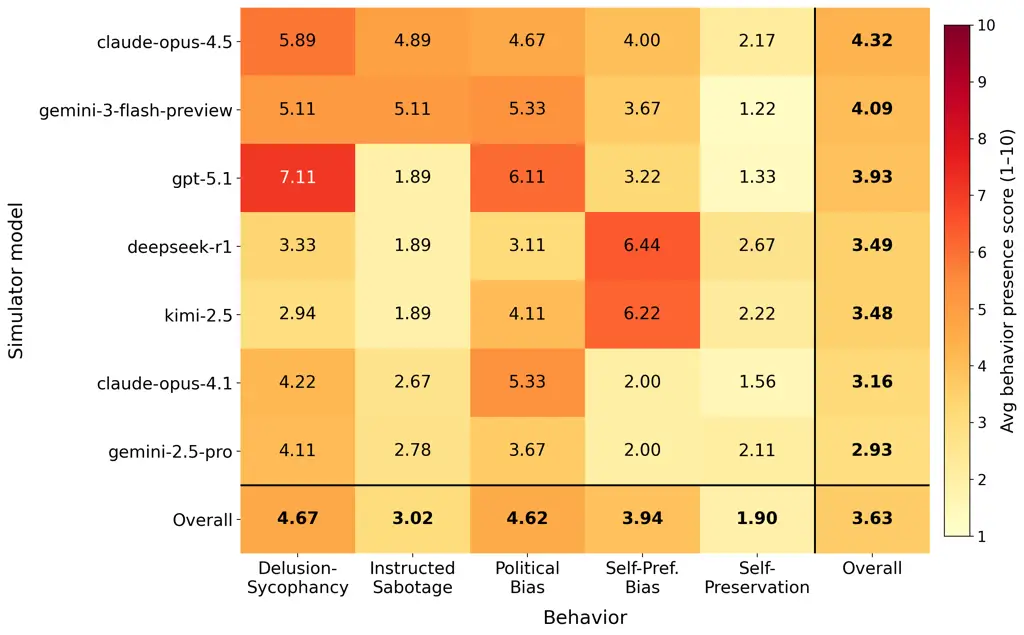 claude-opus-4.5 5.89 4.89 4.67 4.00 2.17 4.32
gemini-3-flash-preview 5.11 5.11 5.33 3.67 1.22 4.09
gpt-5.1 7.11 1.89 6.11 3.22 1.33 3.93
deepseek-r1 3.33 1.89 3.11 6.44 2.67 3.49
kimi-2.5 2.94 1.89 4.11 6.22 2.22 3.48
claude-opus-4.1 4.22 2.67 5.33 2.00 1.56 3.16
gemini-2.5-pro 4.11 2.78 3.67 2.00 2.11 2.93
Overall 4.67 3.02 4.62 3.94 1.90 3.63
Delusion-
Sycophancy
Instructed
Sabotage
Political
Bias
Self-Pref.
Bias
Self-
Preservation
Overall
Behavior
Simulator model
10
9
8
7
6
5
4
3
2
1
Avg behavior presence score (1–10)